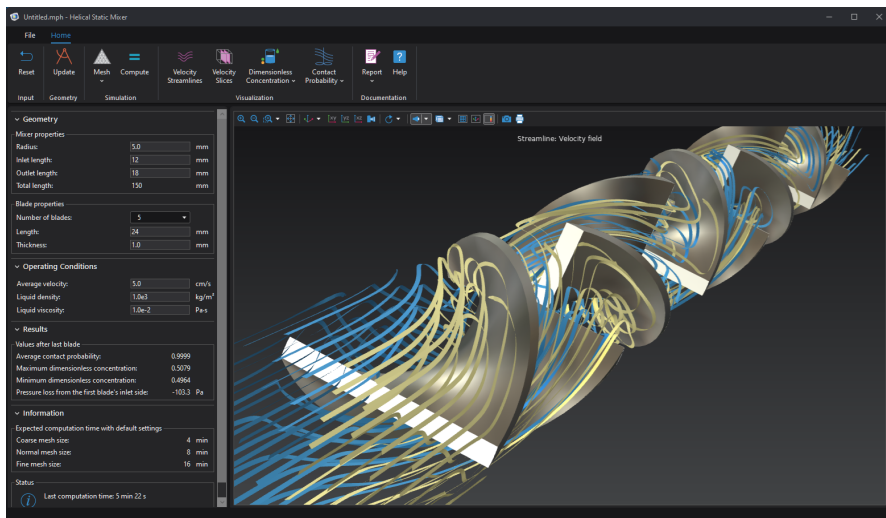 Untitled.mph - Helical Static Mixer
File Home
Reset Update Mesh Compute Velocity Streamlines Velocity Slices Dimensionless Concentration Contact Probability Report Help
Input Geometry Simulation Visualization Documentation
Geometry
Mixer properties
Radius: 5.0 mm
Inlet length: 12 mm
Outlet length: 18 mm
Total length: 150 mm
Blade properties
Number of blades: 5
Length: 24 mm
Thickness: 1.0 mm
Operating Conditions
Average velocity: 5.0 cm/s
Liquid density: 1.0e3 kg/m³
Liquid viscosity: 1.0e-2 Pa·s
Results
Values after last blade
Average contact probability: 0.9999
Maximum dimensionless concentration: 0.5079
Minimum dimensionless concentration: 0.4964
Pressure loss from the first blade's inlet side: -103.3 Pa
Information
Expected computation time with default settings
Coarse mesh size: 4 min
Normal mesh size: 8 min
Fine mesh size: 16 min
Status
Last computation time: 5 min 22 s
Streamline: Velocity field